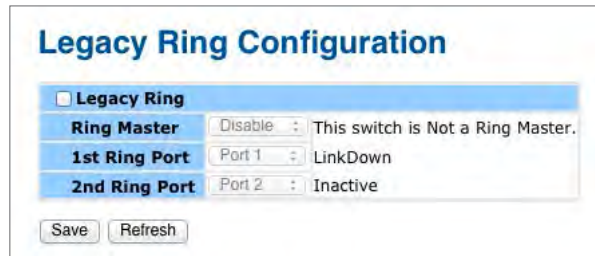 Legacy Ring Configuration
Legacy Ring
Ring Master Disable This switch is Not a Ring Master.
1st Ring Port Port 1 LinkDown
2nd Ring Port Port 2 Inactive
Save Refresh